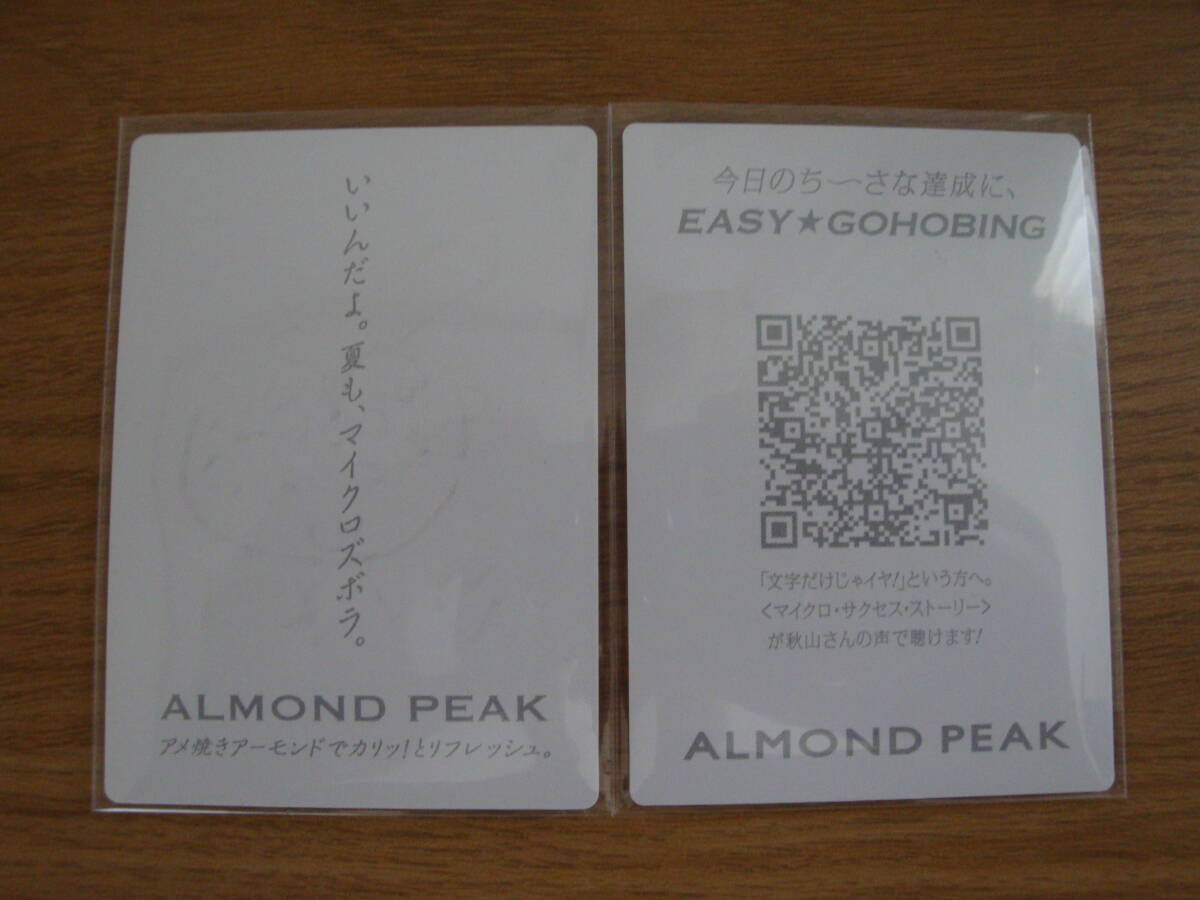 いいんだよ。夏も、マイクロズボラ。
ALMOND PEAK
アメ焼きアーモンドでカリッ!とリフレッシュ。
今日のち〜さな達成に、
EASY★GOHOBING
「文字だけじゃイヤ!」という方へ。
<マイクロ・サクセス・ストーリー>
が秋山さんの声で聴けます!
ALMOND PEAK